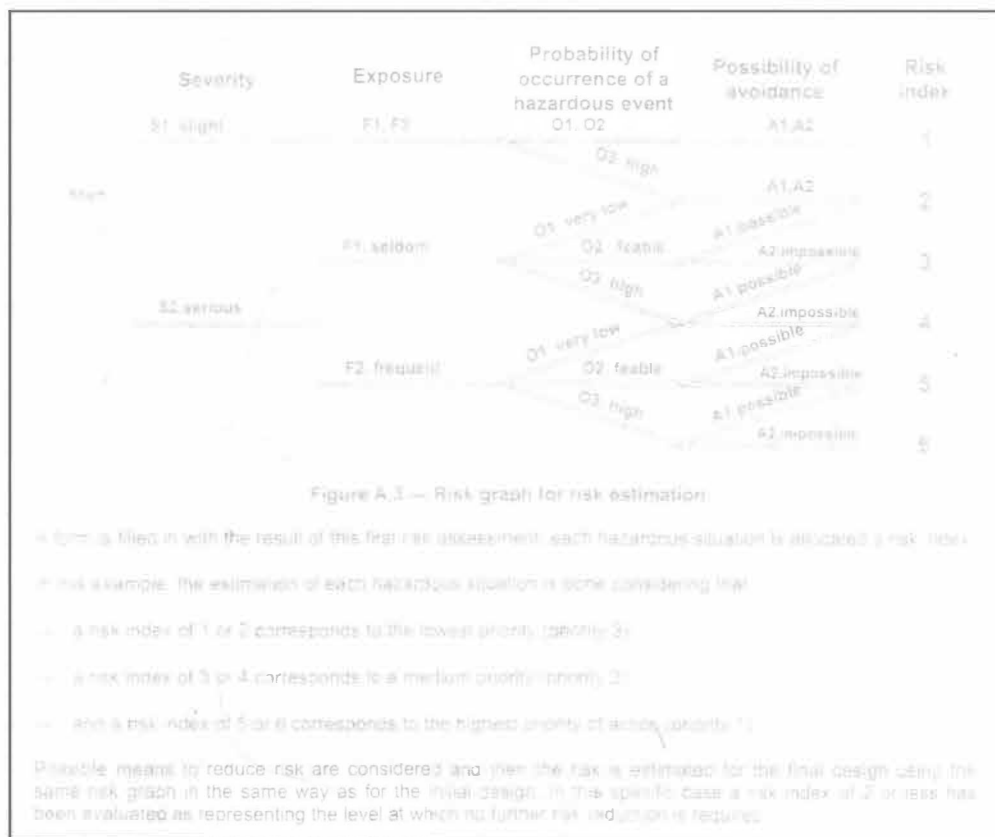 Severity
Exposure
Probability of
occurrence of a
hazardous event
Possibility of
avoidance
Risk
index
S1. slight
F1, F2
O1, O2
A1,A2
1
O3. high
Start
A1,A2
2
O1. very low
A1.possible
F1. seldom
O2. feable
A2.impossible
3
O3. high
A1.possible
S2.serious
A2.impossible
4
O1. very low
A1.possible
F2. frequent
O2. feable
A2.impossible
5
O3. high
A1.possible
A2.impossible
6
Figure A.3 — Risk graph for risk estimation
A form is filled in with the result of this first risk assessment: each hazardous situation is allocated a risk index.
In this example, the estimation of each hazardous situation is done considering that
— a risk index of 1 or 2 corresponds to the lowest priority (priority 3)
— a risk index of 3 or 4 corresponds to a medium priority (priority 2)
— and a risk index of 5 or 6 corresponds to the highest priority of action (priority 1)
Possible means to reduce risk are considered and then the risk is estimated for the final design using the
same risk graph in the same way as for the initial design. In this specific case a risk index of 2 or less has
been evaluated as representing the level at which no further risk reduction is required